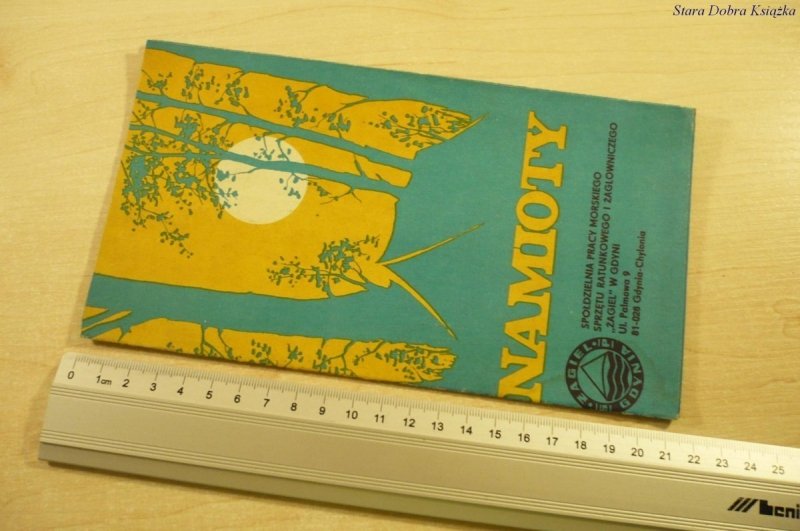 Stara Dobra Książka
NAMIOTY
SPÓŁDZIELNIA PRACY MORSKIEGO
SPRZĘTU RATUNKOWEGO I ŻAGLOWNICZEGO
„ŻAGIEL" W GDYNI
Ul. Palmowa 9
81-026 Gdynia-Chylonia
ŻAGIEL
GDYNIA
0 1cm 2 3 4 5 6 7 8 9 10 11 12 13 14 15 16 17 18 19 20 21 22 23 24 25